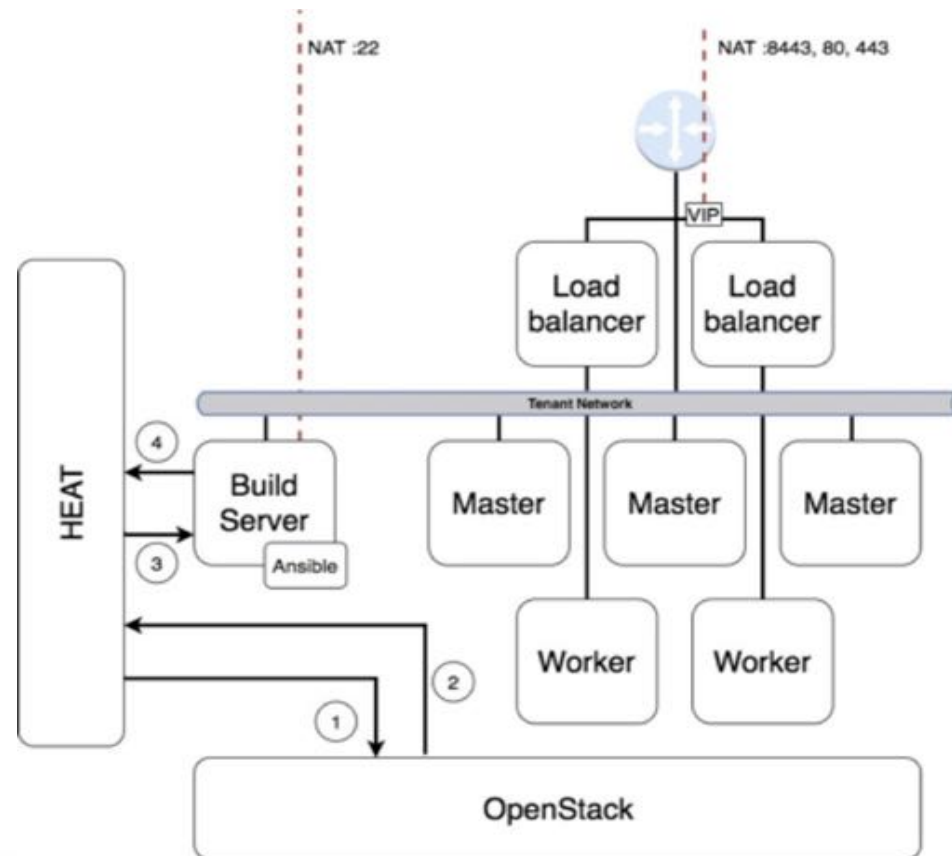 NAT :22
NAT :8443, 80, 443
VIP
Load
balancer
Load
balancer
Tenant Network
HEAT
4
3
Build
Server
Ansible
Master
Master
Master
Worker
Worker
2
1
OpenStack